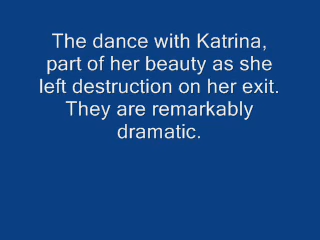 The dance with Katrina,
part of her beauty as she
left destruction on her exit.
They are remarkably
dramatic.